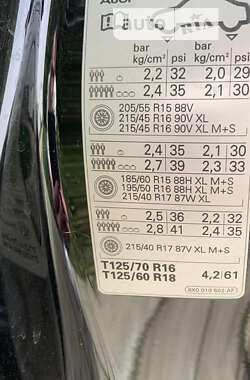 auto RIA
bar kg/cm² psi bar kg/cm² psi
2,2 32 2,0 29
2,4 35 2,1 30
205/55 R15 88V
215/45 R16 90V XL
215/45 R16 90V XL M+S
2,4 35 2,1 30
2,7 39 2,3 33
185/60 R15 88H XL M+S
195/50 R16 88H XL M+S
215/40 R17 87W XL
2,5 36 2,2 32
2,8 41 2,4 35
215/40 R17 87V XL M+S
T125/70 R16
T125/60 R18
4,2 61